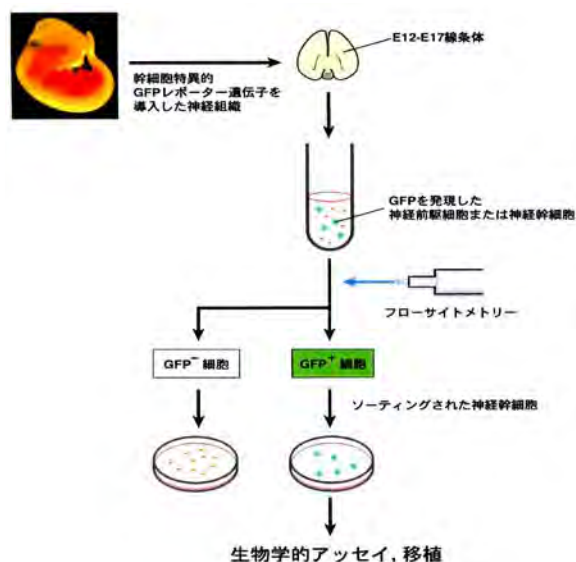 E12-E17線条体
幹細胞特異的
GFPレポーター遺伝子を
導入した神経組織
GFPを発現した
神経前駆細胞または神経幹細胞
フローサイトメトリー
GFP⁻ 細胞
GFP⁺ 細胞
ソーティングされた神経幹細胞
生物学的アッセイ, 移植